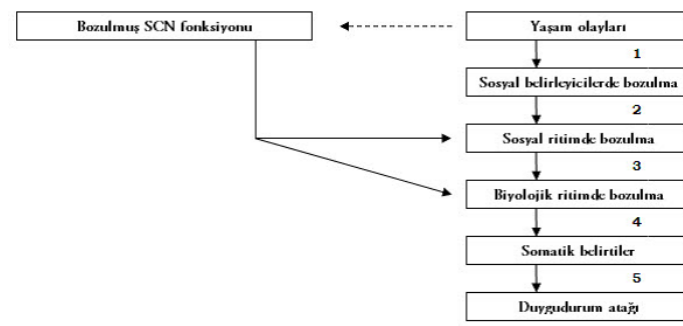 Bozulmuş SCN fonksiyonu
Yaşam olayları
1
Sosyal belirleyicilerde bozulma
2
Sosyal ritimde bozulma
3
Biyolojik ritimde bozulma
4
Somatik belirtiler
5
Duygudurum atağı